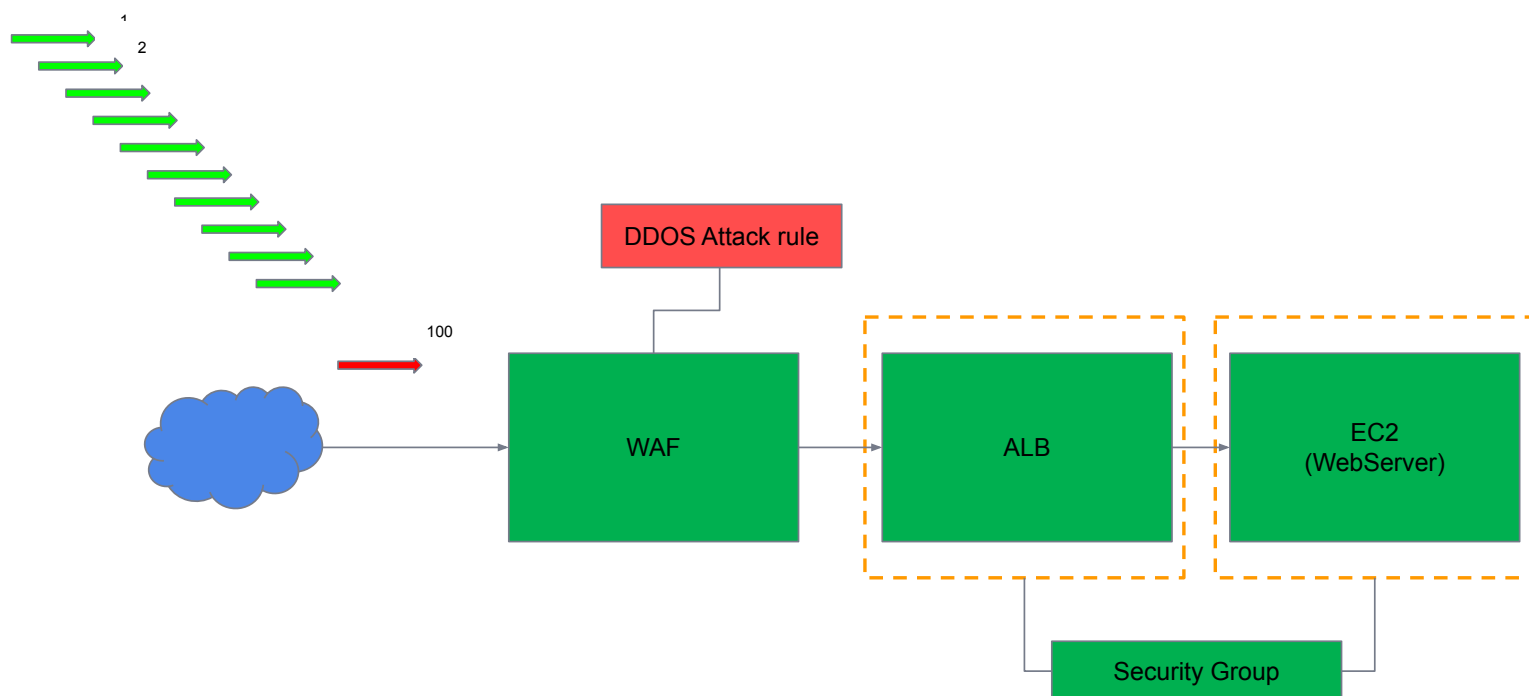 1
2
DDOS Attack rule
100
WAF
ALB
EC2
(WebServer)
Security Group